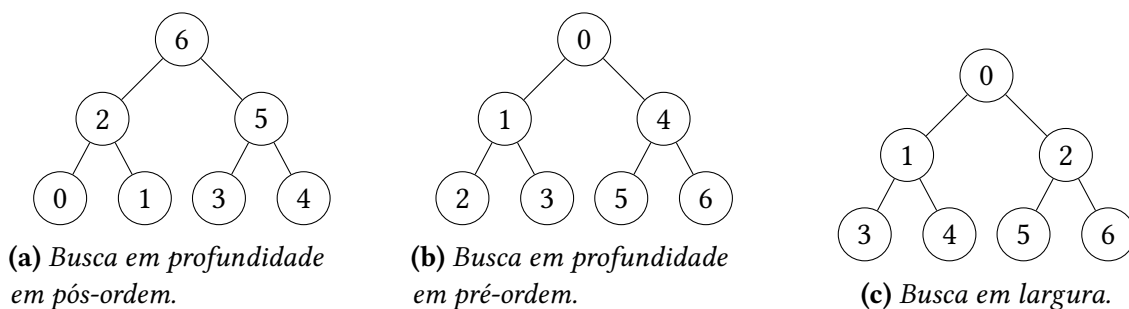 6
2 5
0 1 3 4
(a) Busca em profundidade
em pós-ordem.
0
1 4
2 3 5 6
(b) Busca em profundidade
em pré-ordem.
0
1 2
3 4 5 6
(c) Busca em largura.